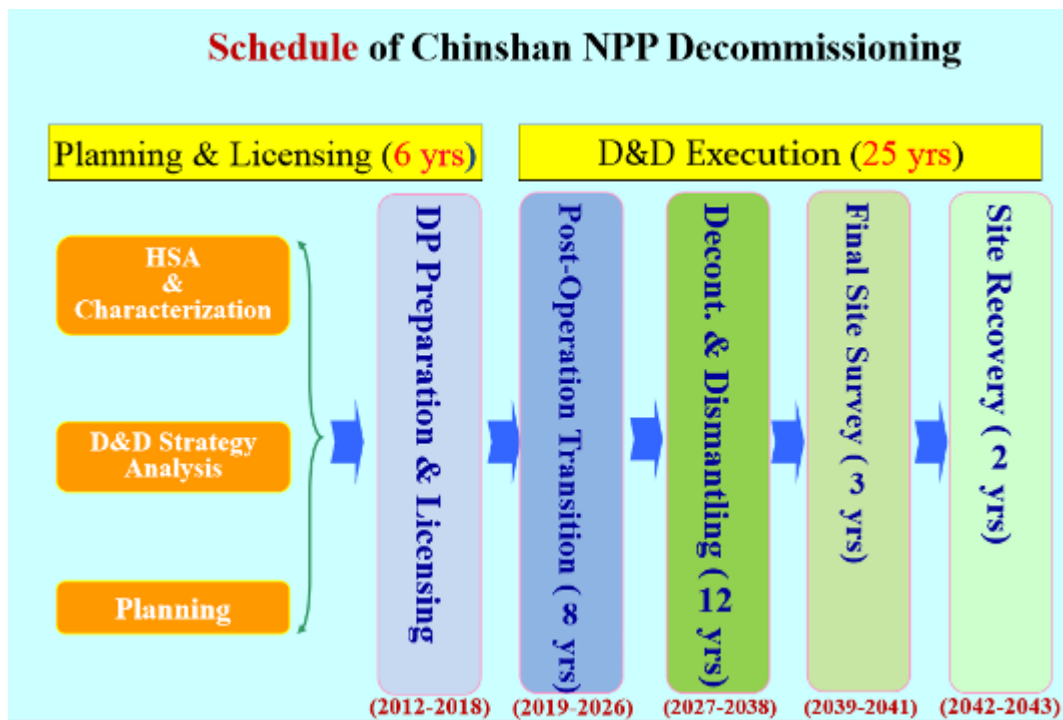 Schedule of Chinshan NPP Decommissioning
Planning & Licensing (6 yrs)
D&D Execution (25 yrs)
HSA
&
Characterization
D&D Strategy
Analysis
Planning
DP Preparation & Licensing
Post-Operation Transition ( 8 yrs)
Decont. & Dismantling ( 12 yrs)
Final Site Survey ( 3 yrs)
Site Recovery ( 2 yrs)
(2012-2018)
(2019-2026)
(2027-2038)
(2039-2041)
(2042-2043)